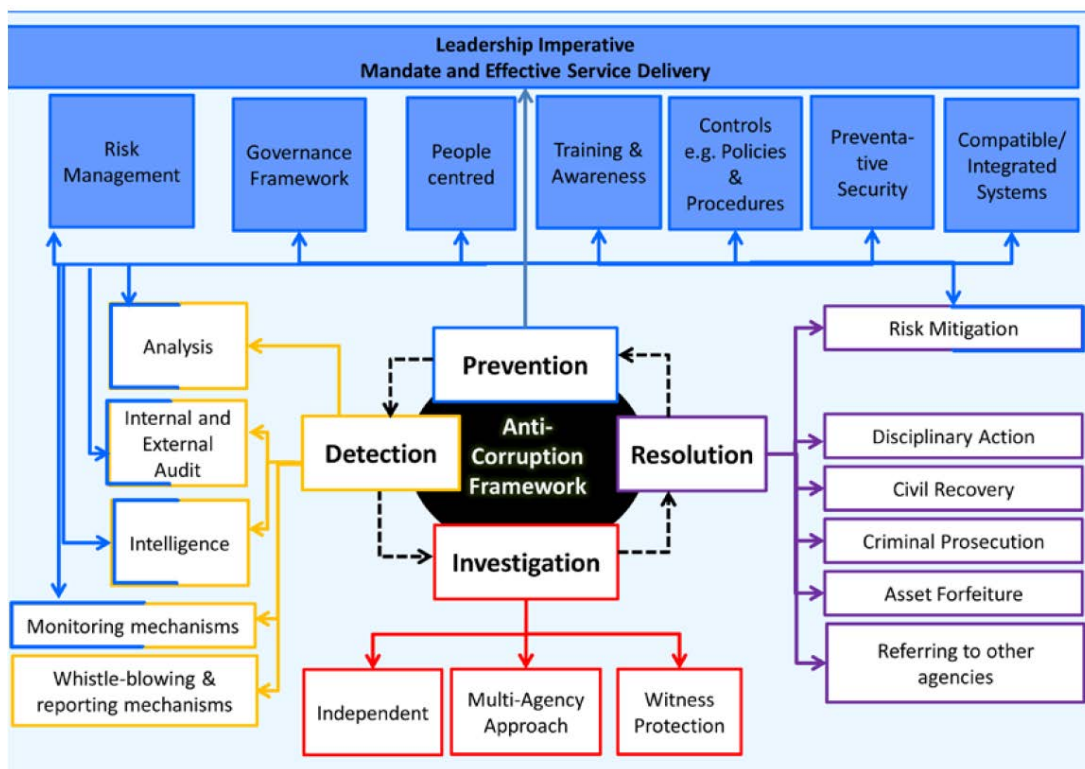 Leadership Imperative
Mandate and Effective Service Delivery
Risk
Management
Governance
Framework
People
centred
Training &
Awareness
Controls
e.g. Policies
&
Procedures
Preventa-
tive
Security
Compatible/
Integrated
Systems
Analysis
Internal and
External
Audit
Intelligence
Monitoring mechanisms
Whistle-blowing &
reporting mechanisms
Prevention
Detection
Anti-
Corruption
Framework
Resolution
Investigation
Independent
Multi-Agency
Approach
Witness
Protection
Risk Mitigation
Disciplinary Action
Civil Recovery
Criminal Prosecution
Asset Forfeiture
Referring to other
agencies